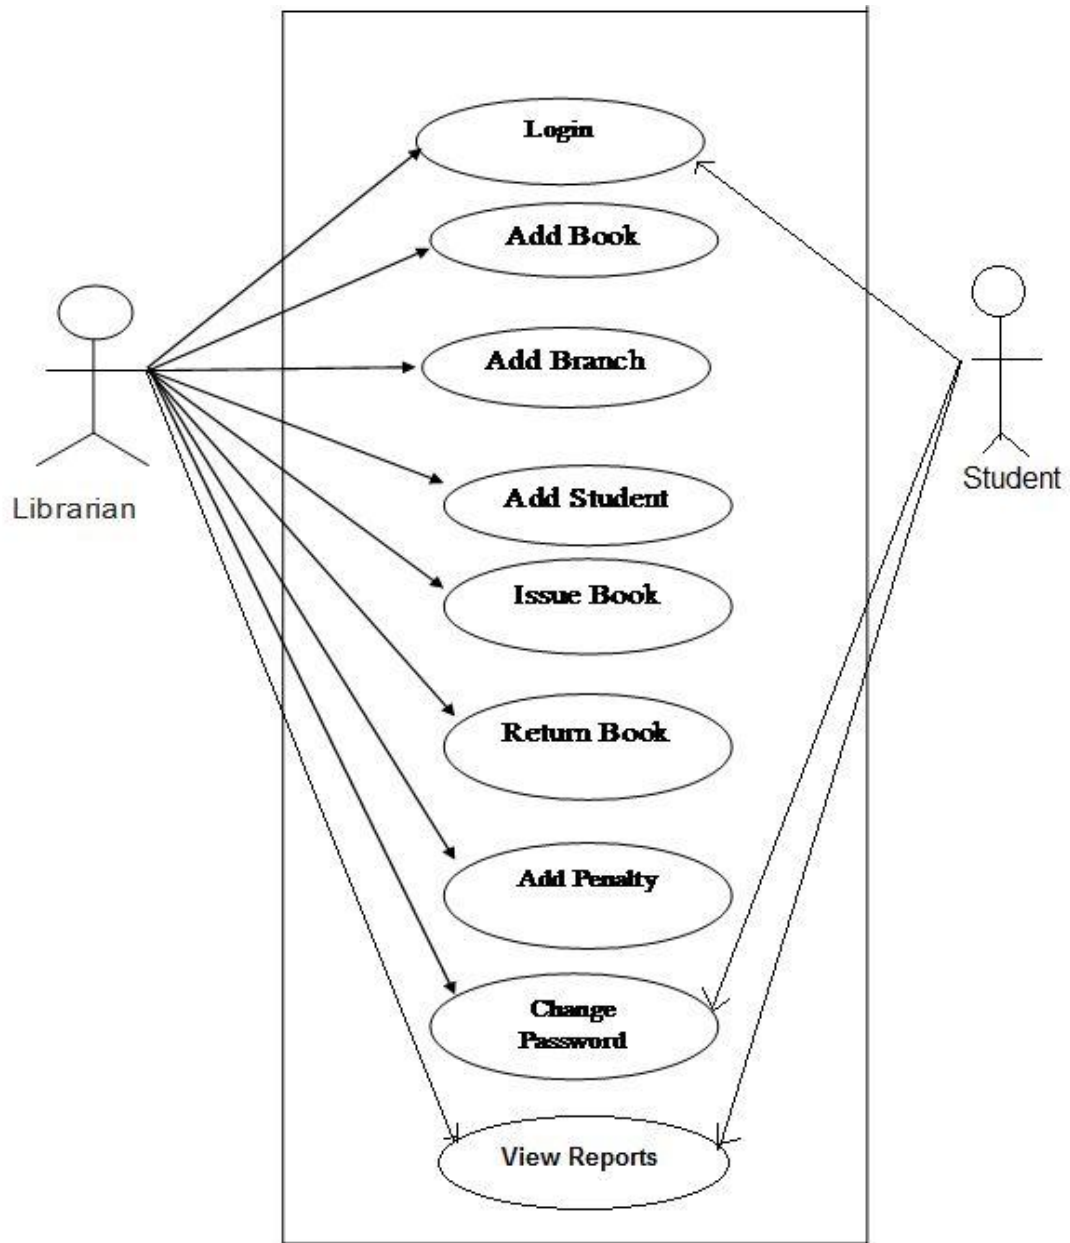 Login
Add Book
Add Branch
Add Student
Issue Book
Return Book
Add Penalty
Change
Password
View Reports
Librarian
Student